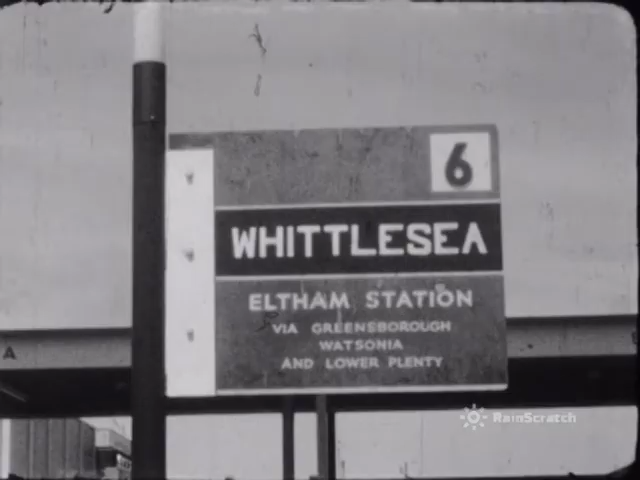 6
WHITTLESEA
ELTHAM STATION
VIA GREENSBOROUGH
WATSONIA
AND LOWER PLENTY
A
RainScratch